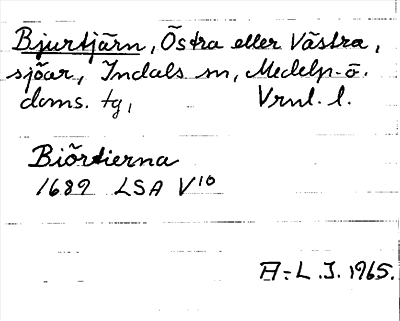 Bjurtjärn, Östra eller Västra,
sjöar, Indals sn, Medelp. ö.
doms. tg, Vrnl. l.
Biörtierna
1689 LSA V10
A-L. J. 1965.